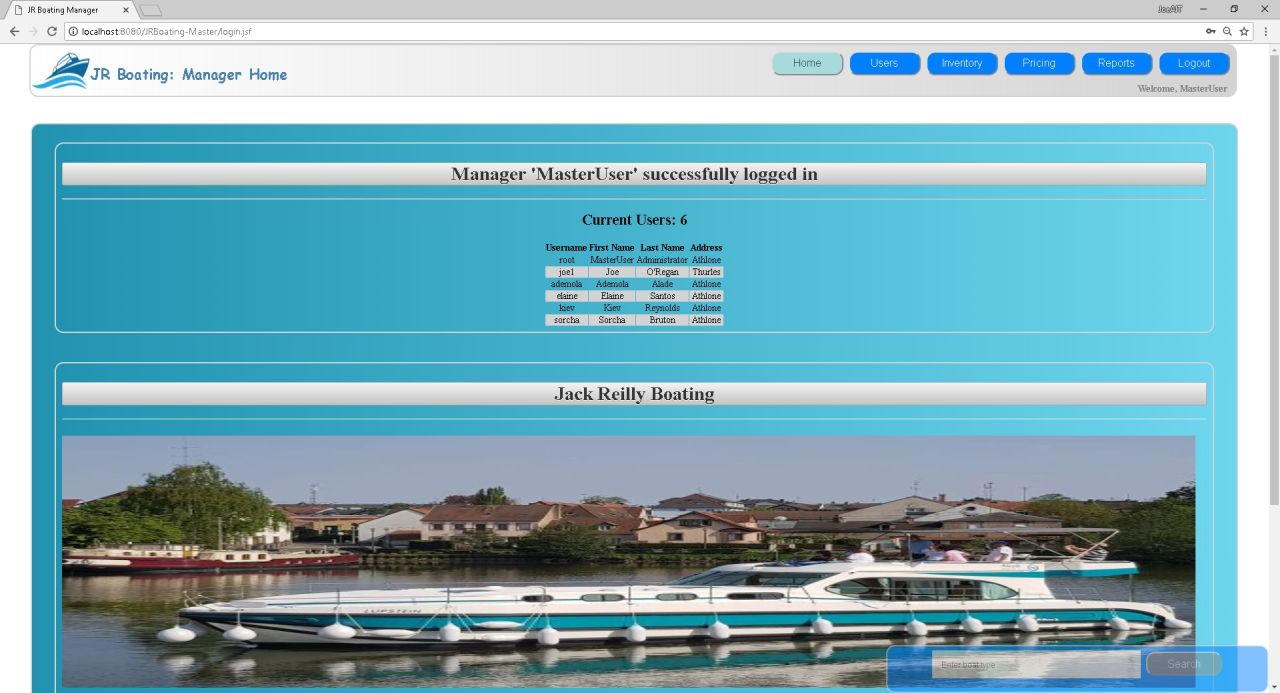 JR Boating Manager
JoeAIT
localhost:8080/JRBoating-Master/login.jsf
JR Boating: Manager Home
Home Users Inventory Pricing Reports Logout
Welcome, MasterUser
Manager 'MasterUser' successfully logged in
Current Users: 6
Username First Name Last Name Address
root MasterUser Administrator Athlone
joe1 Joe O'Regan Thurles
ademola Ademola Alade Athlone
elaine Elaine Santos Athlone
kiev Kiev Reynolds Athlone
sorcha Sorcha Bruton Athlone
Jack Reilly Boating
LUPSTEIN
Enter boat type Search